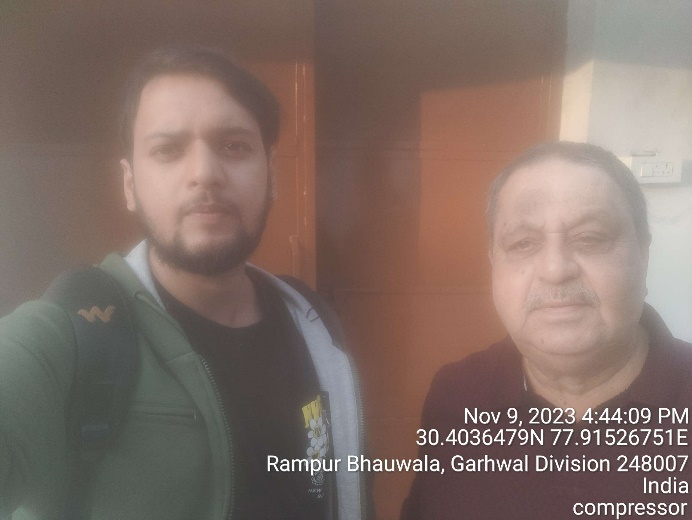 Nov 9, 2023 4:44:09 PM
30.4036479N 77.91526751E
Rampur Bhauwala, Garhwal Division 248007
India
compressor